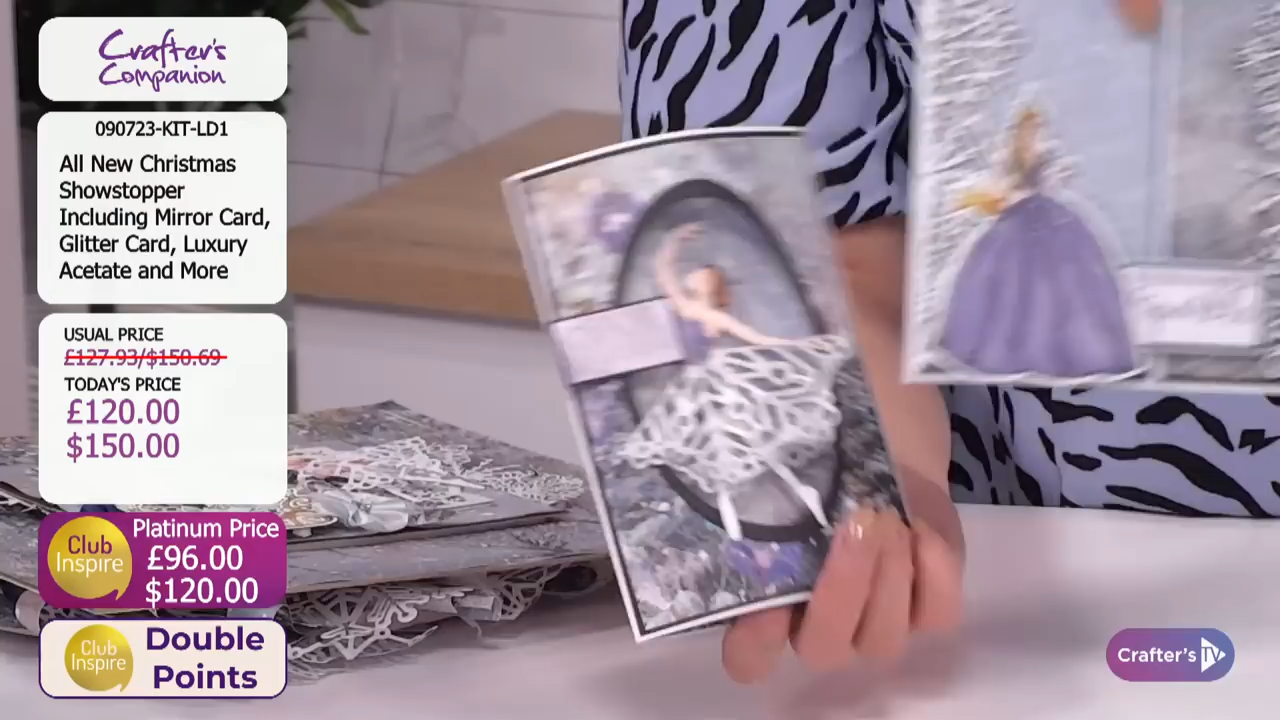 Crafter's
Companion
090723-KIT-LD1
All New Christmas
Showstopper
Including Mirror Card,
Glitter Card, Luxury
Acetate and More
USUAL PRICE
£127.93/$150.69
TODAY'S PRICE
£120.00
$150.00
Club
Inspire
Platinum Price
£96.00
$120.00
Club
Inspire
Double
Points
Crafter's TV